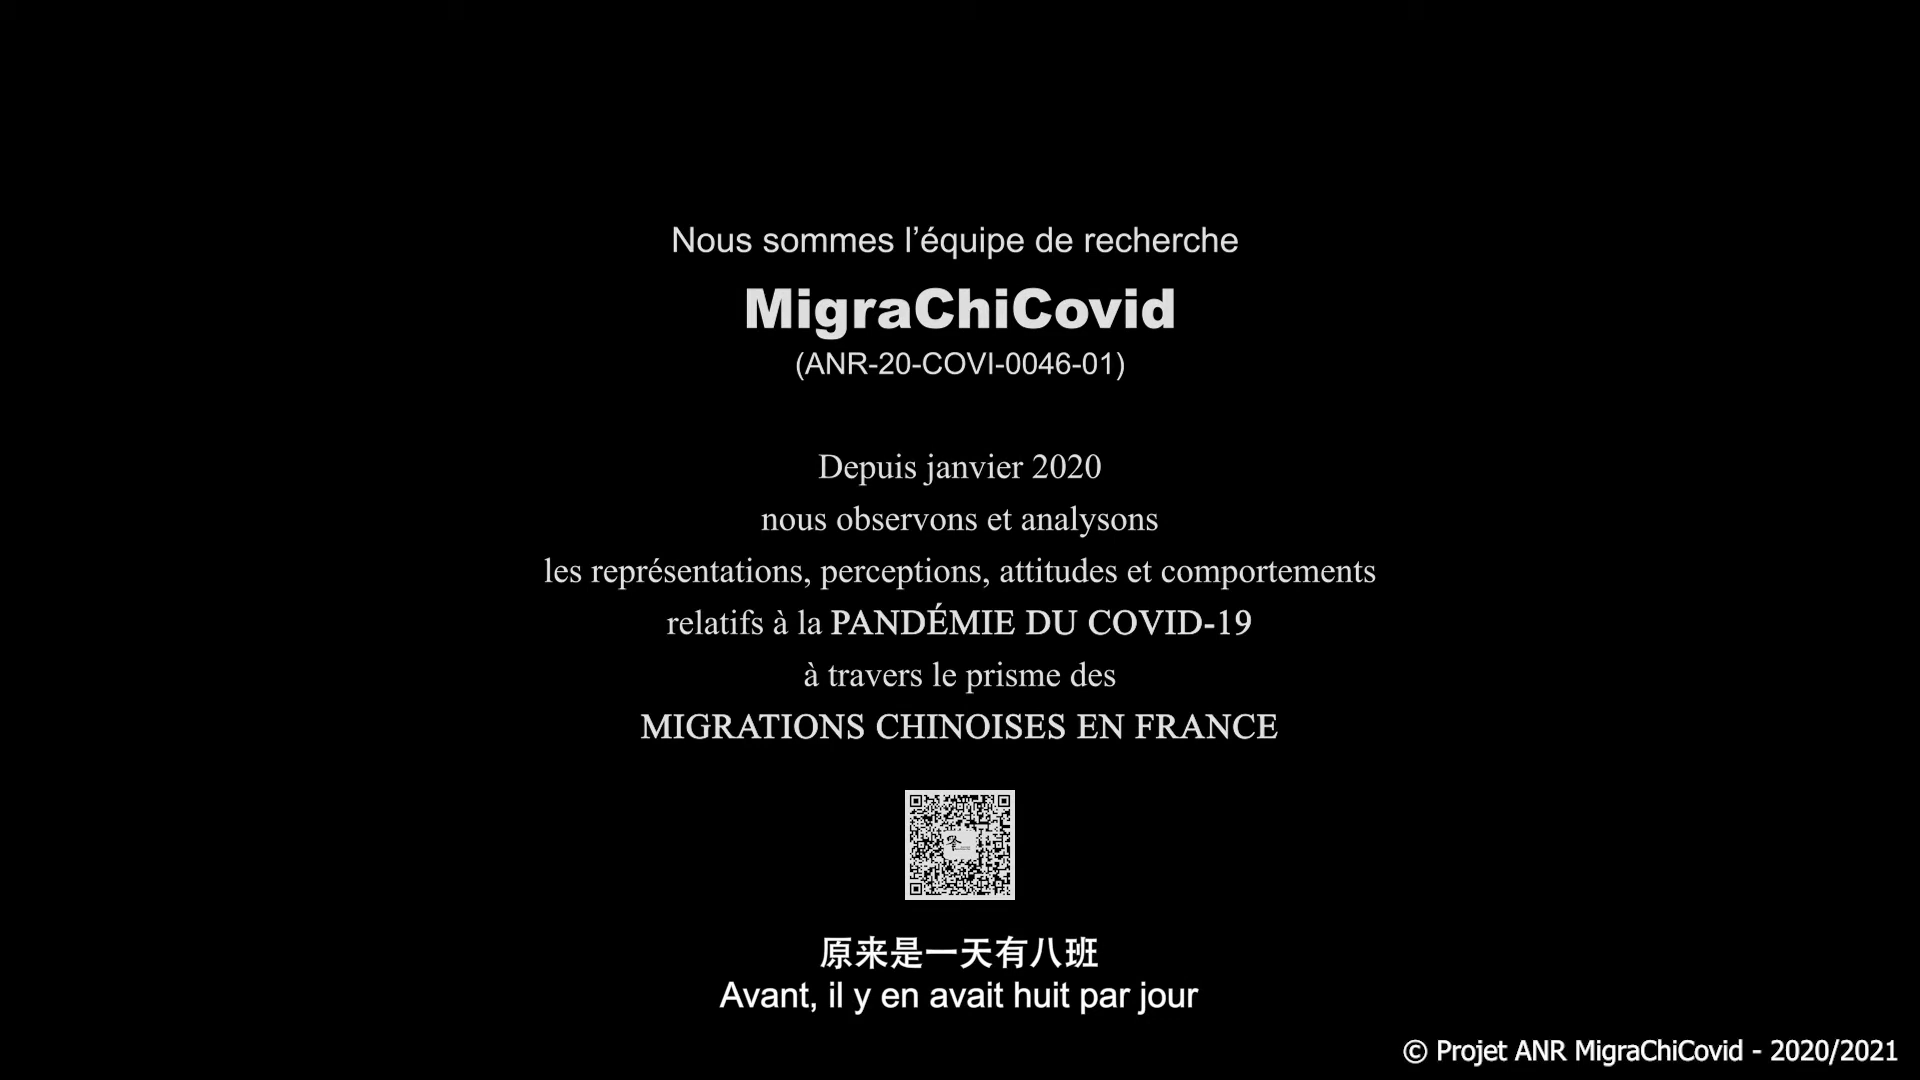 Nous sommes l’équipe de recherche
MigraChiCovid
(ANR-20-COVI-0046-01)
Depuis janvier 2020
nous observons et analysons
les représentations, perceptions, attitudes et comportements
relatifs à la PANDÉMIE DU COVID-19
à travers le prisme des
MIGRATIONS CHINOISES EN FRANCE
原来是一天有八班
Avant, il y en avait huit par jour
© Projet ANR MigraChiCovid - 2020/2021